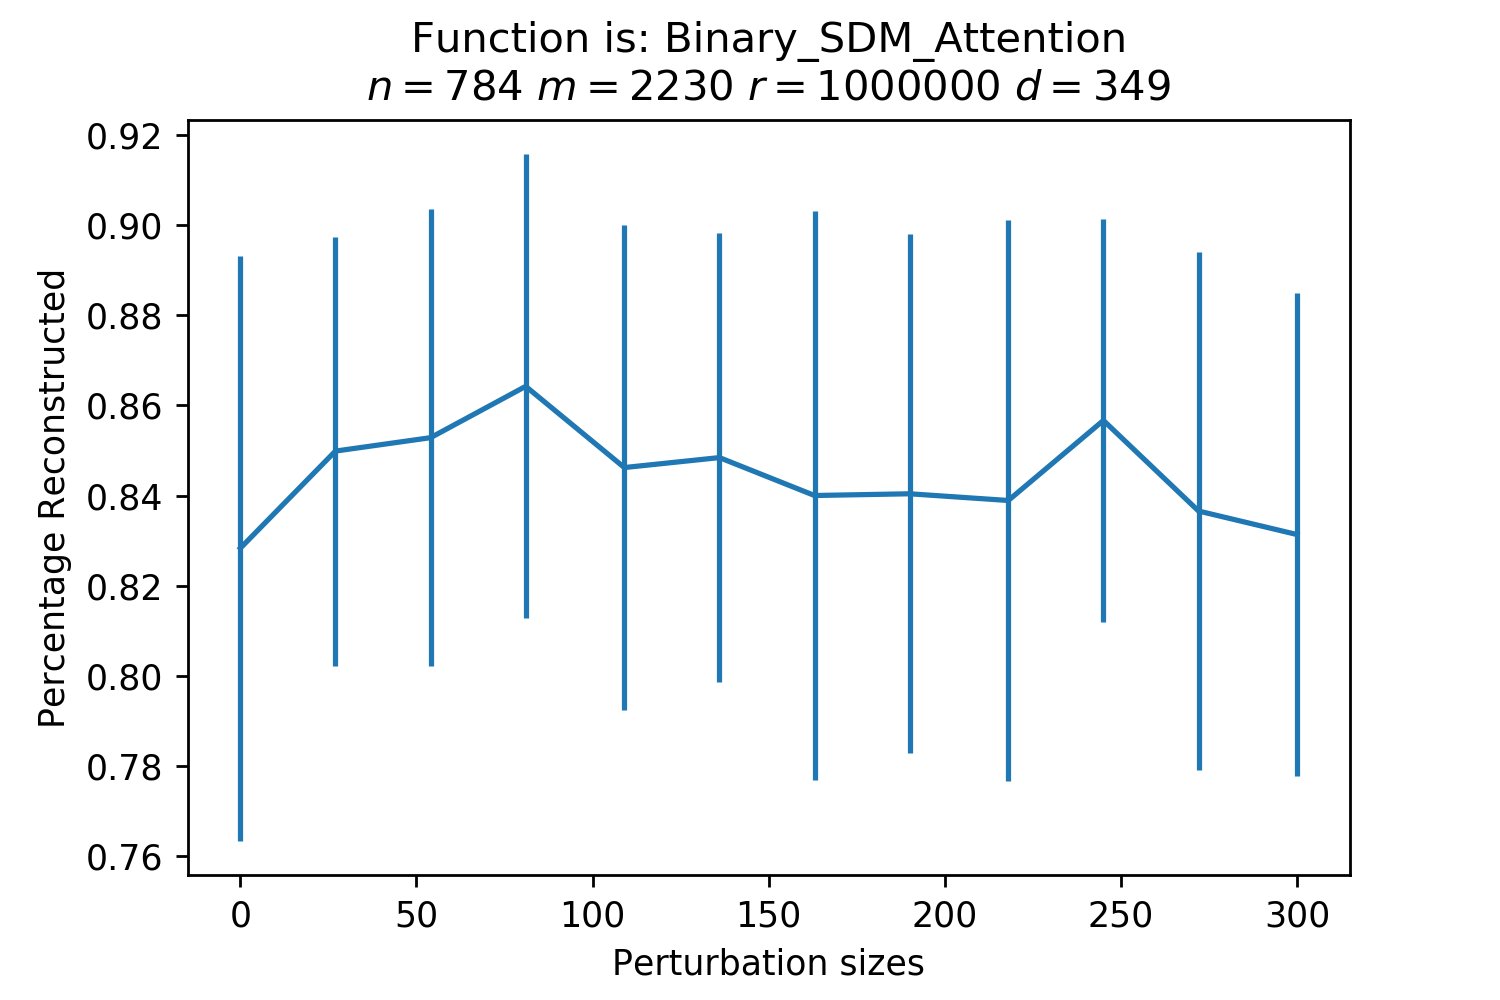 Function is: Binary_SDM_Attention
n = 784 m = 2230 r = 1000000 d = 349
0.92
0.90
0.88
0.86
0.84
0.82
0.80
0.78
0.76
Percentage Reconstructed
0 50 100 150 200 250 300
Perturbation sizes